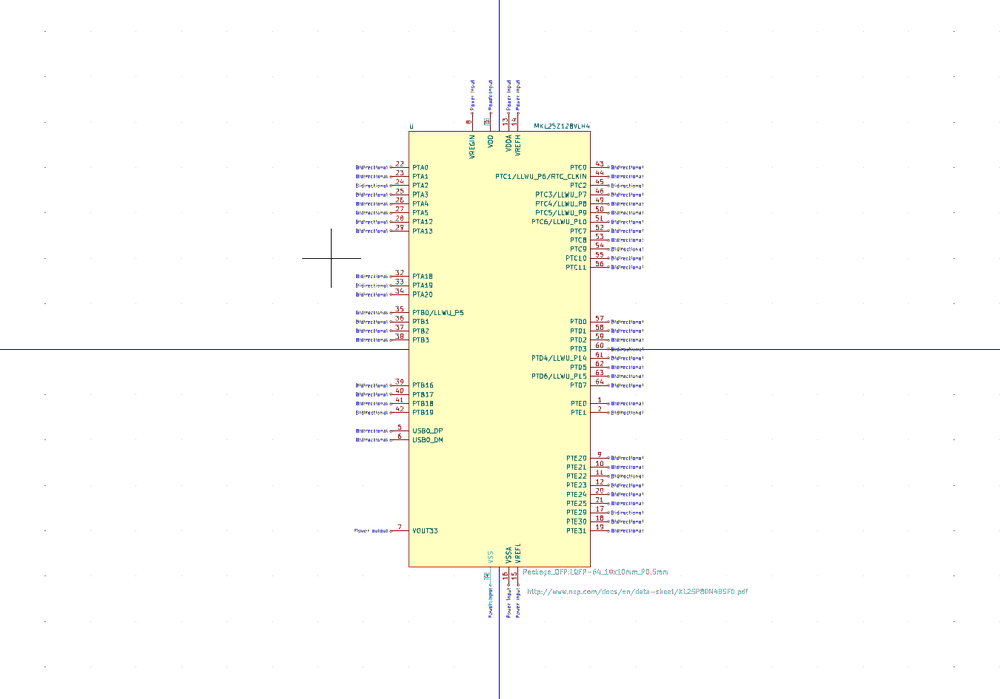 Power input
Power input
Power input
8
13
14
U
MKL25Z128VLH4
VREGIN
VDD
VDDA
VREFH
Bidirectional 22 PTA0
Bidirectional 23 PTA1
Bidirectional 24 PTA2
Bidirectional 25 PTA3
Bidirectional 26 PTA4
Bidirectional 27 PTA5
Bidirectional 28 PTA12
Bidirectional 29 PTA13
Bidirectional 32 PTA18
Bidirectional 33 PTA19
Bidirectional 34 PTA20
Bidirectional 35 PTB0/LLWU_P5
Bidirectional 36 PTB1
Bidirectional 37 PTB2
Bidirectional 38 PTB3
Bidirectional 39 PTB16
Bidirectional 40 PTB17
Bidirectional 41 PTB18
Bidirectional 42 PTB19
Bidirectional 5 USB0_DP
Bidirectional 6 USB0_DM
Power output 7 VOUT33
PTC0 43 Bidirectional
PTC1/LLWU_P6/RTC_CLKIN 44 Bidirectional
PTC2 45 Bidirectional
PTC3/LLWU_P7 46 Bidirectional
PTC4/LLWU_P8 49 Bidirectional
PTC5/LLWU_P9 50 Bidirectional
PTC6/LLWU_P10 51 Bidirectional
PTC7 52 Bidirectional
PTC8 53 Bidirectional
PTC9 54 Bidirectional
PTC10 55 Bidirectional
PTC11 56 Bidirectional
PTD0 57 Bidirectional
PTD1 58 Bidirectional
PTD2 59 Bidirectional
PTD3 60 Bidirectional
PTD4/LLWU_P14 61 Bidirectional
PTD5 62 Bidirectional
PTD6/LLWU_P15 63 Bidirectional
PTD7 64 Bidirectional
PTE0 1 Bidirectional
PTE1 2 Bidirectional
PTE20 9 Bidirectional
PTE21 10 Bidirectional
PTE22 11 Bidirectional
PTE23 12 Bidirectional
PTE24 20 Bidirectional
PTE25 21 Bidirectional
PTE29 17 Bidirectional
PTE30 18 Bidirectional
PTE31 19 Bidirectional
VSS
VSSA
VREFL
16
15
Power input
Power input
Package_QFP:LQFP-64_10x10mm_P0.5mm
http://www.nxp.com/docs/en/data-sheet/KL25P80M48SF0.pdf